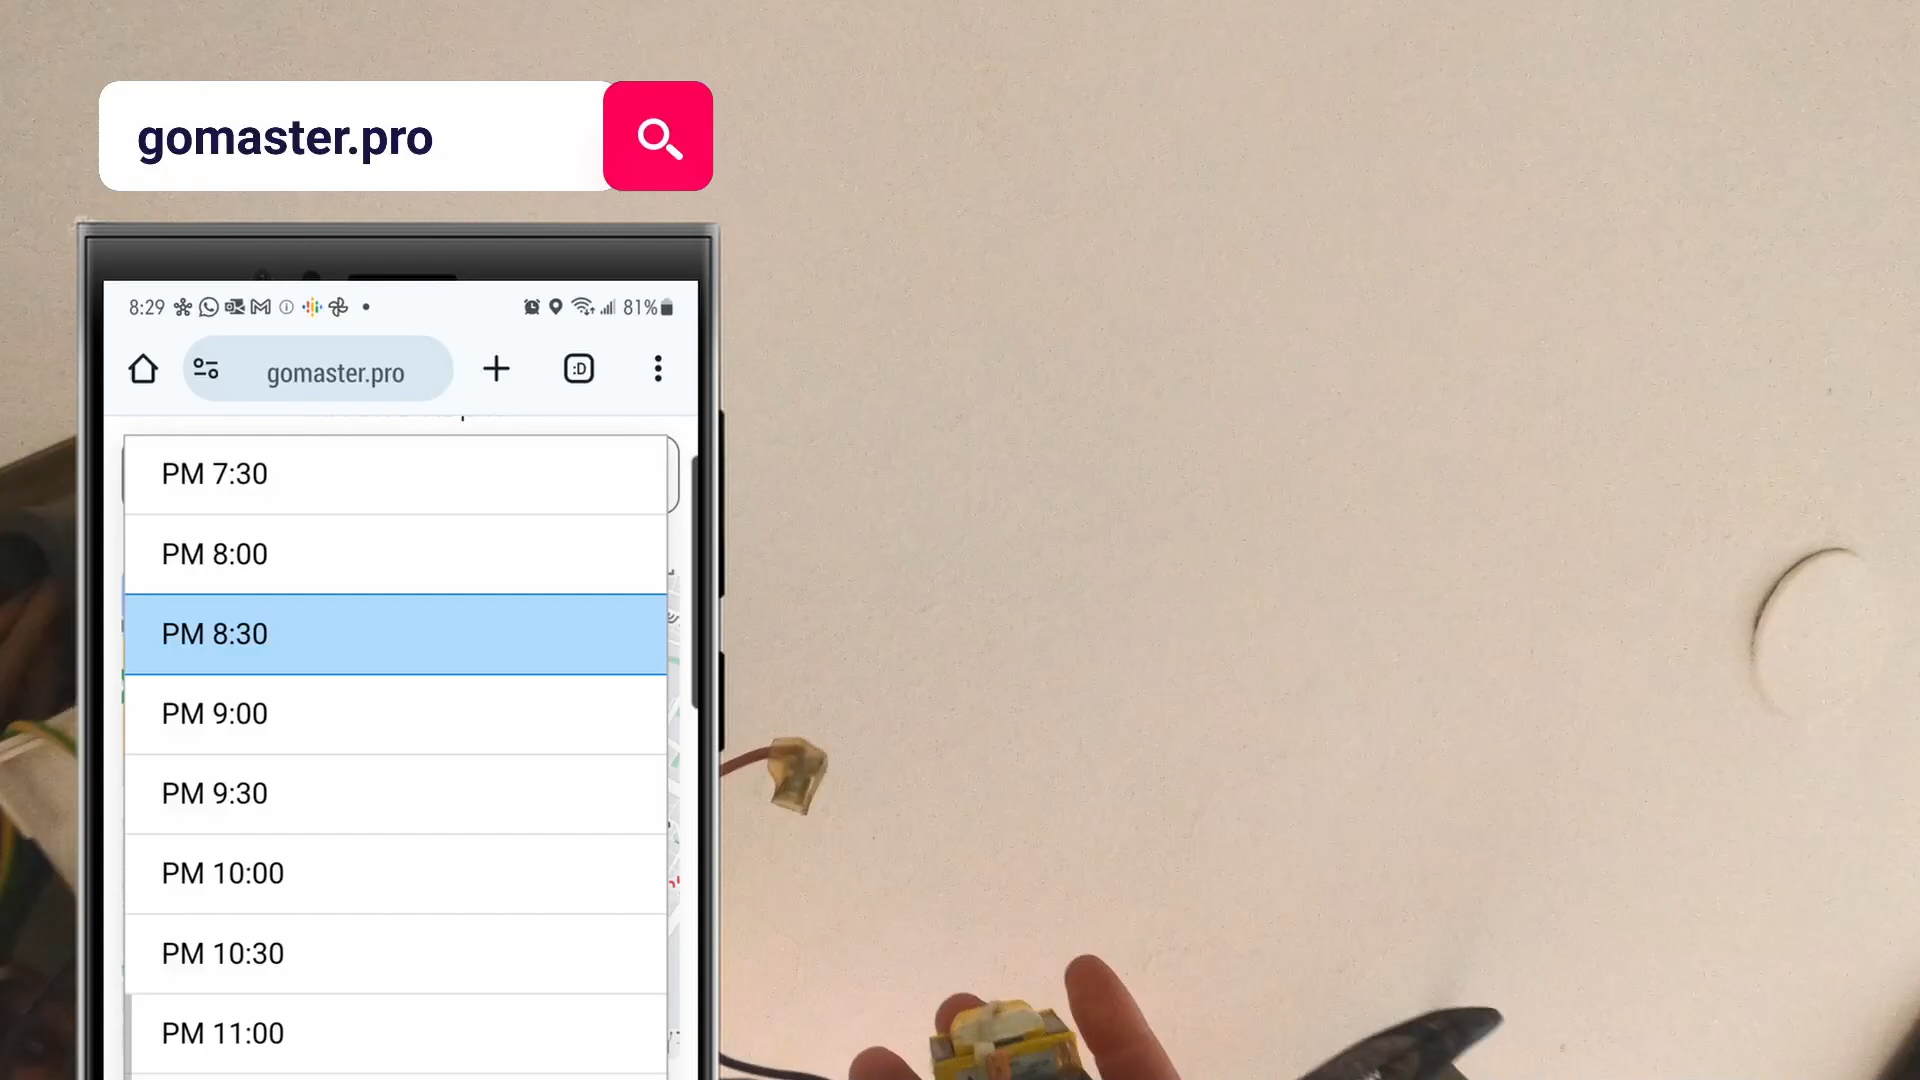 gomaster.pro
8:29
81%
gomaster.pro
:D
PM 7:30
PM 8:00
PM 8:30
PM 9:00
PM 9:30
PM 10:00
PM 10:30
PM 11:00